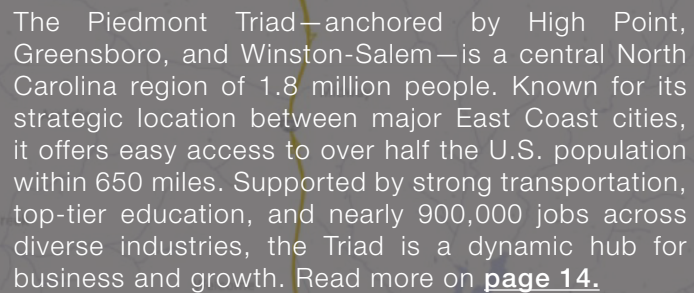 The Piedmont Triad—anchored by High Point,
Greensboro, and Winston-Salem—is a central North
Carolina region of 1.8 million people. Known for its
strategic location between major East Coast cities,
it offers easy access to over half the U.S. population
within 650 miles. Supported by strong transportation,
top-tier education, and nearly 900,000 jobs across
diverse industries, the Triad is a dynamic hub for
business and growth. Read more on page 14.